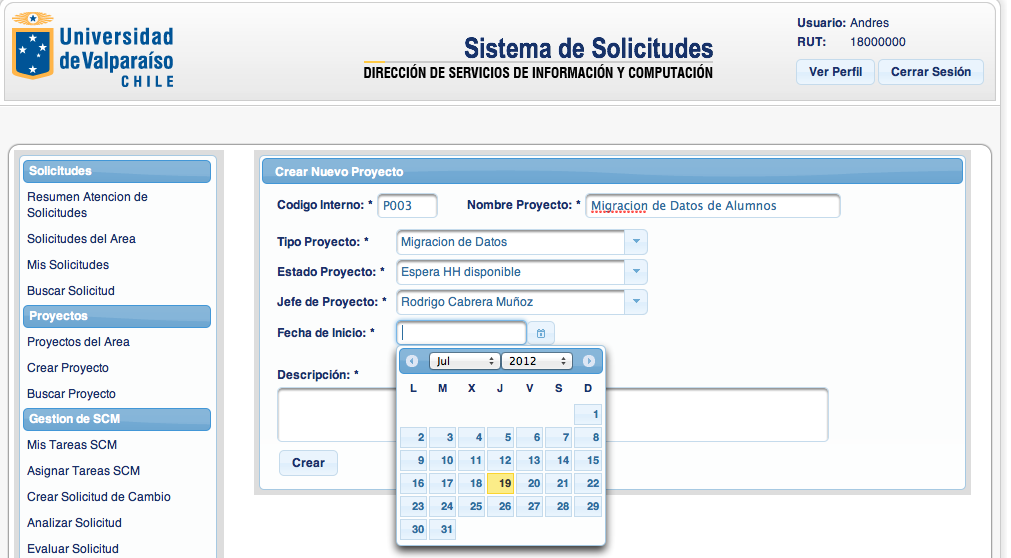 Universidad
de Valparaíso
CHILE
Sistema de Solicitudes
DIRECCIÓN DE SERVICIOS DE INFORMACIÓN Y COMPUTACIÓN
Usuario: Andres
RUT: 18000000
Ver Perfil Cerrar Sesión
Solicitudes
Resumen Atencion de
Solicitudes
Solicitudes del Area
Mis Solicitudes
Buscar Solicitud
Proyectos
Proyectos del Area
Crear Proyecto
Buscar Proyecto
Gestion de SCM
Mis Tareas SCM
Asignar Tareas SCM
Crear Solicitud de Cambio
Analizar Solicitud
Evaluar Solicitud
Crear Nuevo Proyecto
Codigo Interno: * P003 Nombre Proyecto: * Migracion de Datos de Alumnos
Tipo Proyecto: * Migracion de Datos
Estado Proyecto: * Espera HH disponible
Jefe de Proyecto: * Rodrigo Cabrera Muñoz
Fecha de Inicio: *
Jul 2012
L M X J V S D
1
2 3 4 5 6 7 8
9 10 11 12 13 14 15
16 17 18 19 20 21 22
23 24 25 26 27 28 29
30 31
Descripción: *
Crear